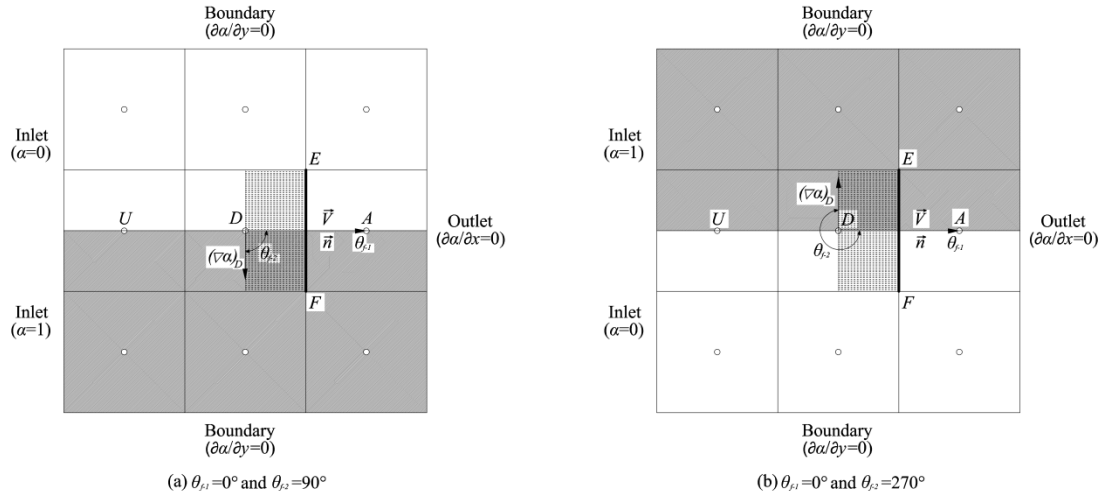 Boundary
(∂α/∂y=0)
Inlet
(α=0)
E
U
D
V⃗
A
n⃗
θf-1
(∇α)D
θf-2
Outlet
(∂α/∂x=0)
F
Inlet
(α=1)
Boundary
(∂α/∂y=0)
(a) θf-1=0° and θf-2=90°
Boundary
(∂α/∂y=0)
Inlet
(α=1)
E
(∇α)D
U
D
V⃗
A
n⃗
θf-1
θf-2
Outlet
(∂α/∂x=0)
F
Inlet
(α=0)
Boundary
(∂α/∂y=0)
(b) θf-1=0° and θf-2=270°